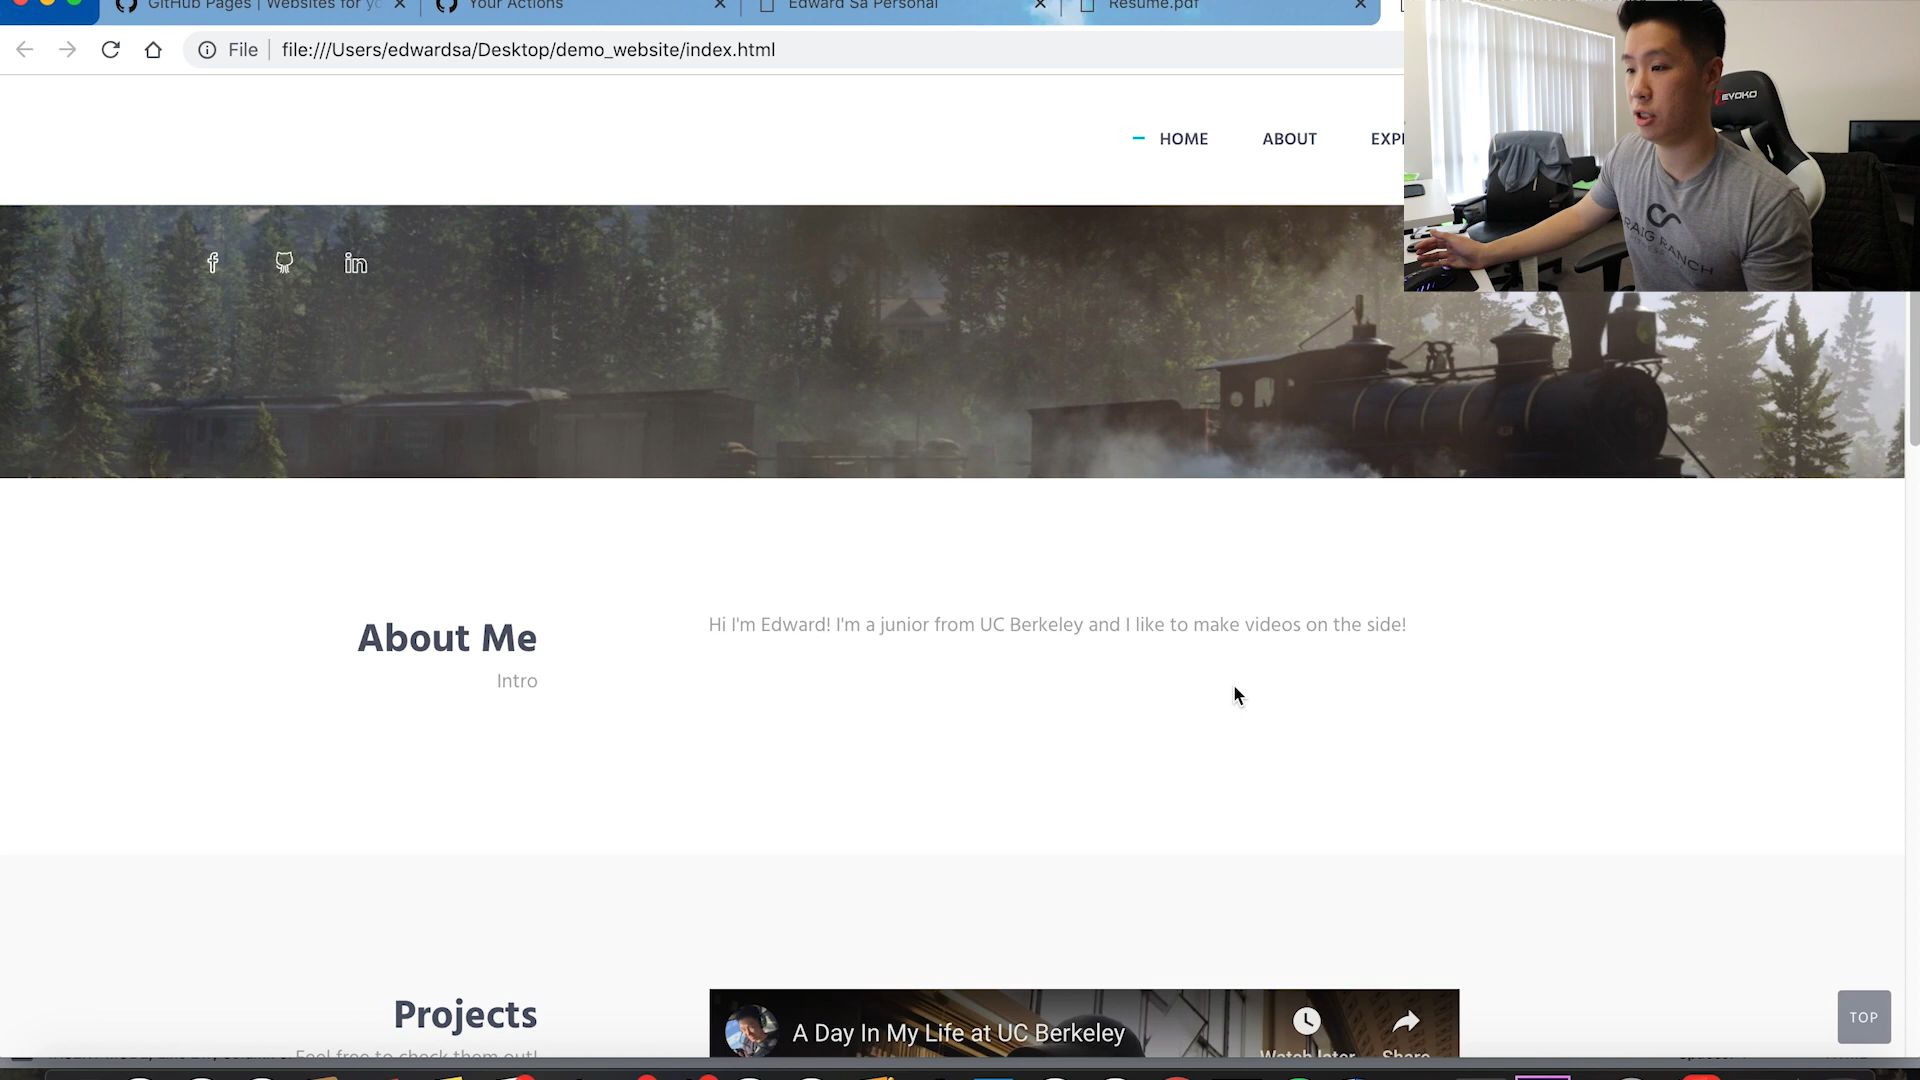 GitHub Pages | Websites for yo
Your Actions
Edward Sa Personal
Resume.pdf
File
file:///Users/edwardsa/Desktop/demo_website/index.html
HOME
ABOUT
EXP
EVOKO
RAIG RANCH
About Me
Intro
Hi I'm Edward! I'm a junior from UC Berkeley and I like to make videos on the side!
Projects
Feel free to check them out!
A Day In My Life at UC Berkeley
Watch later
Share
TOP